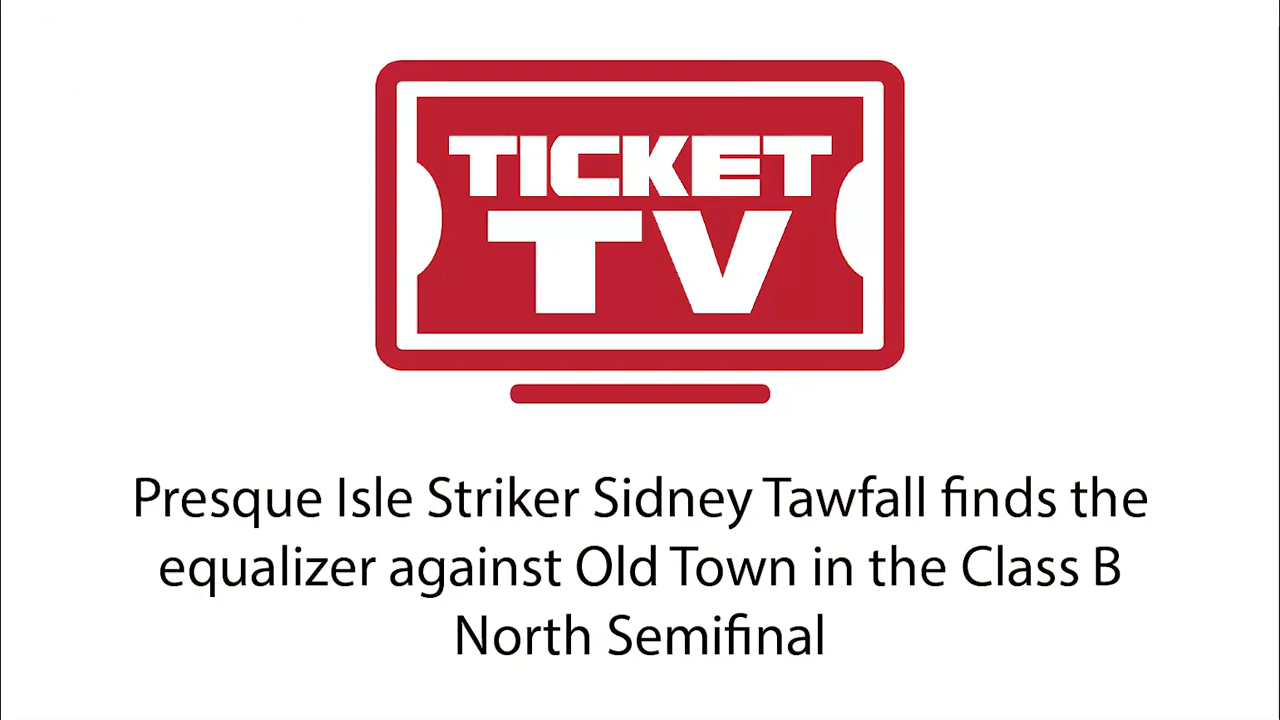 TICKET
TV
Presque Isle Striker Sidney Tawfall finds the
equalizer against Old Town in the Class B
North Semifinal